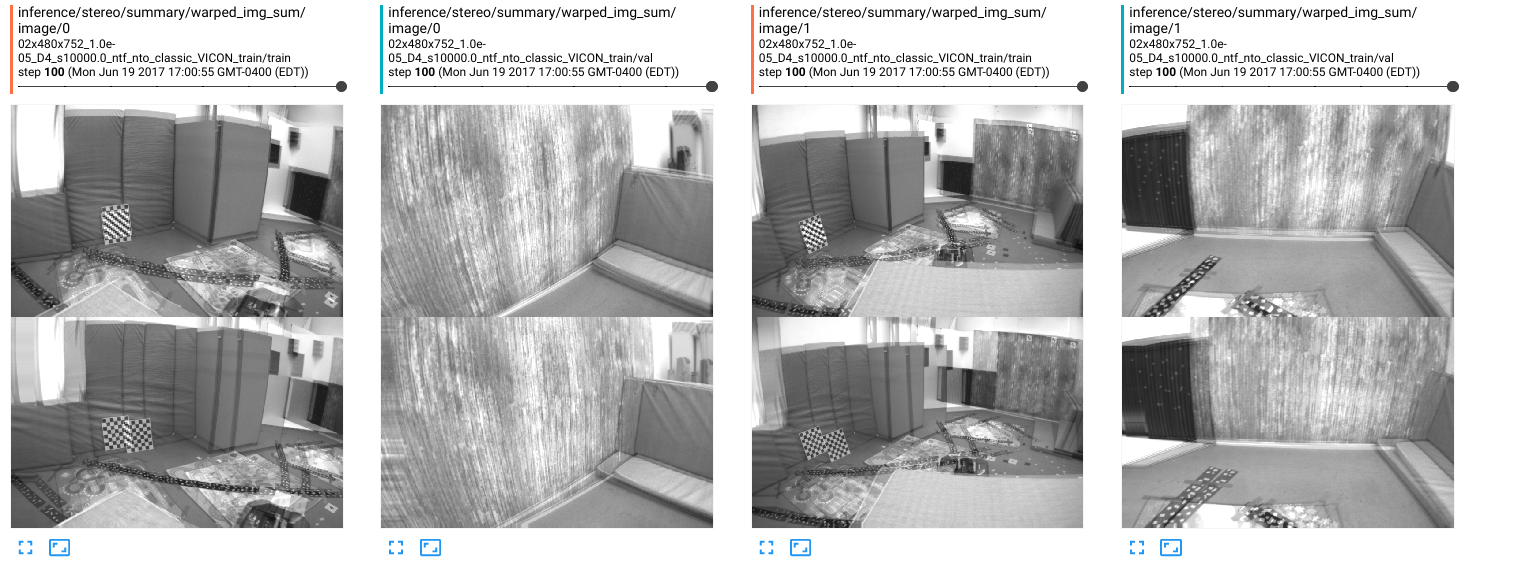 inference/stereo/summary/warped_img_sum/
image/0
02x480x752_1.0e-
05_D4_s10000.0_ntf_nto_classic_VICON_train/train
step 100 (Mon Jun 19 2017 17:00:55 GMT-0400 (EDT))
inference/stereo/summary/warped_img_sum/
image/0
02x480x752_1.0e-
05_D4_s10000.0_ntf_nto_classic_VICON_train/val
step 100 (Mon Jun 19 2017 17:00:55 GMT-0400 (EDT))
inference/stereo/summary/warped_img_sum/
image/1
02x480x752_1.0e-
05_D4_s10000.0_ntf_nto_classic_VICON_train/train
step 100 (Mon Jun 19 2017 17:00:55 GMT-0400 (EDT))
inference/stereo/summary/warped_img_sum/
image/1
02x480x752_1.0e-
05_D4_s10000.0_ntf_nto_classic_VICON_train/val
step 100 (Mon Jun 19 2017 17:00:55 GMT-0400 (EDT))